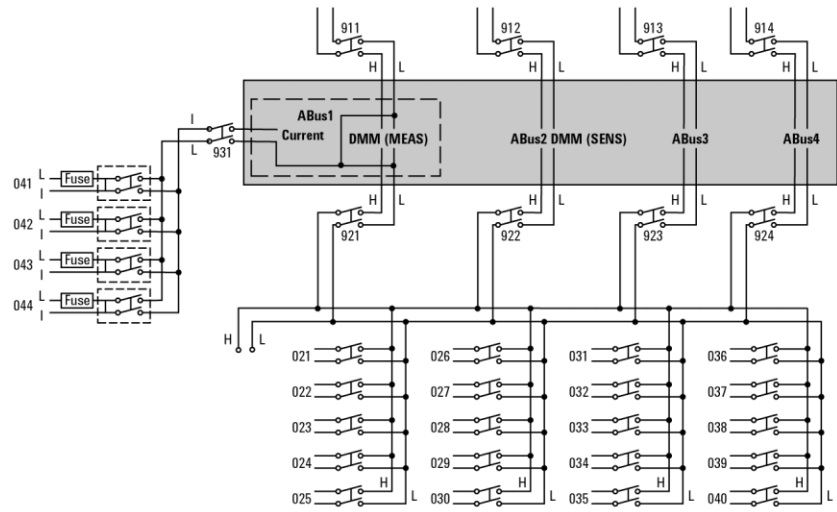 911 912 913 914
H L H L H L H L
I
L
931
ABus1
Current DMM (MEAS) ABus2 DMM (SENS) ABus3 ABus4
041 L Fuse
I
042 L Fuse
I
043 L Fuse
I
044 L Fuse
I
H L H L H L H L
921 922 923 924
H L
021 026 031 036
022 027 032 037
023 028 033 038
024 029 034 039
H H H H
025 L 030 L 035 L 040 L